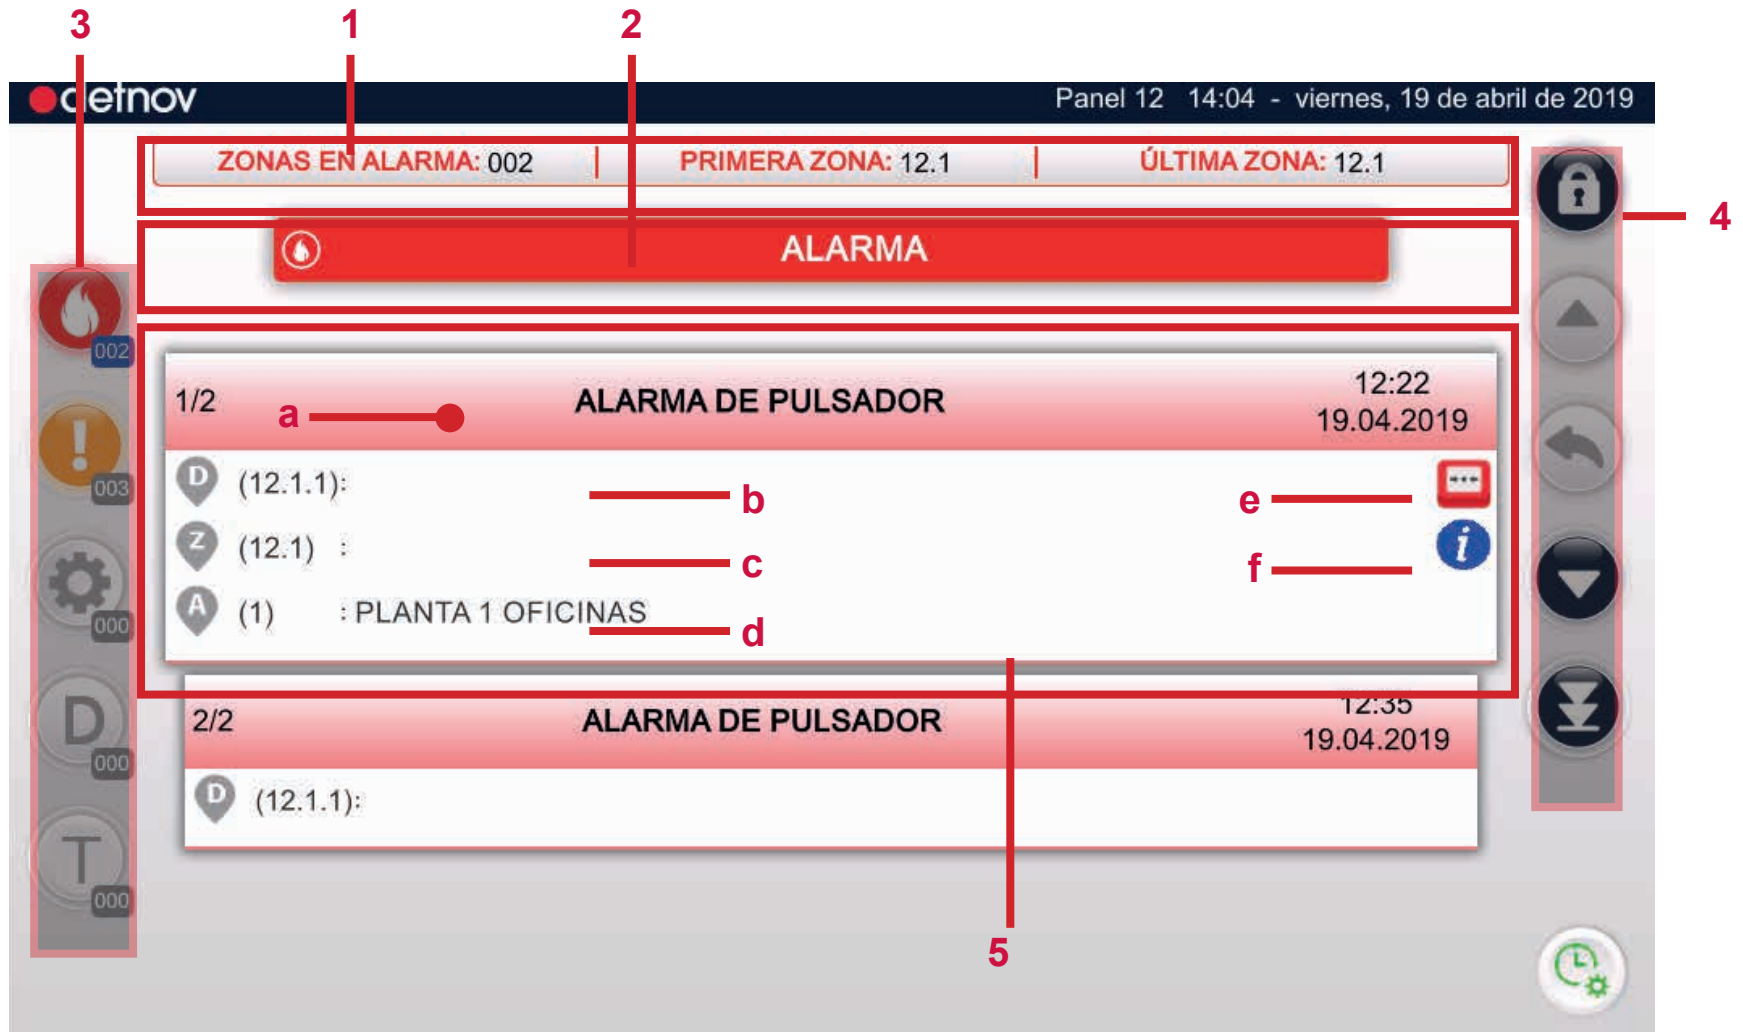 3 1 2
detnov Panel 12 14:04 - viernes, 19 de abril de 2019
ZONAS EN ALARMA: 002 | PRIMERA ZONA: 12.1 | ÚLTIMA ZONA: 12.1
4
ALARMA
002
1/2 ALARMA DE PULSADOR 12:22
19.04.2019
a
!
003
D (12.1.1):
b e
Z (12.1) :
i
c f
A (1) : PLANTA 1 OFICINAS
000
d
2/2 ALARMA DE PULSADOR 12:35
19.04.2019
D
000
D (12.1.1):
T
000
5